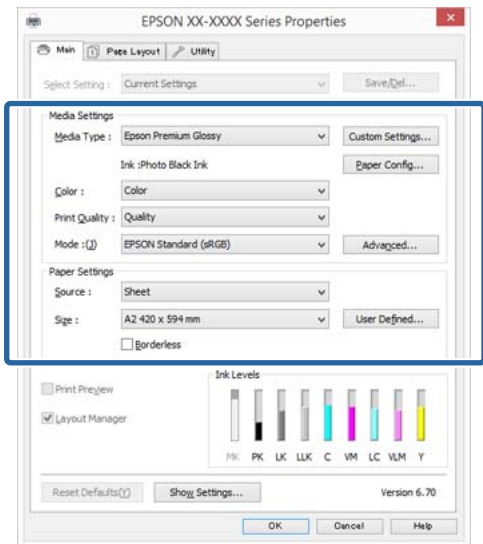 EPSON XX-XXXX Series Properties
Main Page Layout Utility
Select Setting : Current Settings Save/Del...
Media Settings
Media Type : Epson Premium Glossy Custom Settings...
Ink :Photo Black Ink Paper Config...
Color : Color
Print Quality : Quality
Mode :(J) EPSON Standard (sRGB) Advanced...
Paper Settings
Source : Sheet
Size : A2 420 x 594 mm User Defined...
Borderless
Ink Levels
Print Preview
Layout Manager
MK PK LK LLK C VM LC VLM Y
Reset Defaults(Y) Show Settings... Version 6.70
OK Cancel Help